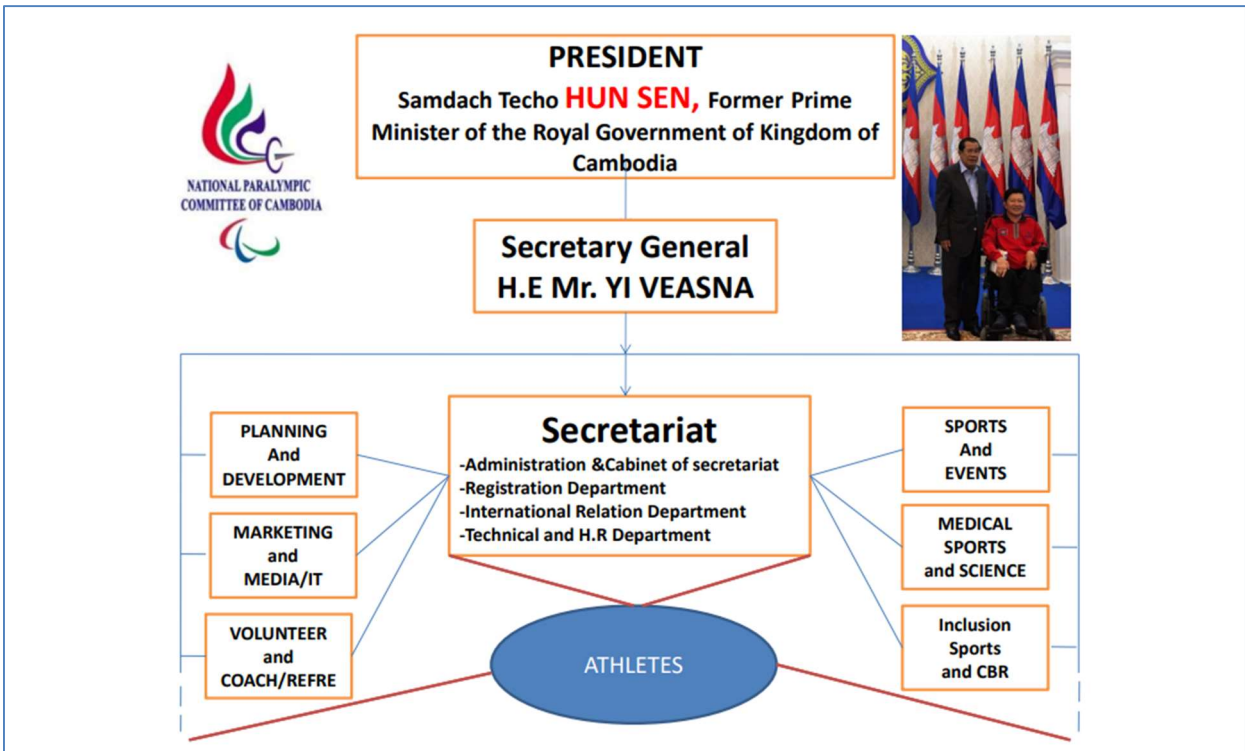 PRESIDENT
Samdach Techo HUN SEN, Former Prime
Minister of the Royal Government of Kingdom of
Cambodia
NATIONAL PARALYMPIC
COMMITTEE OF CAMBODIA
Secretary General
H.E Mr. YI VEASNA
Secretariat
-Administration &Cabinet of secretariat
-Registration Department
-International Relation Department
-Technical and H.R Department
PLANNING
And
DEVELOPMENT
MARKETING
and
MEDIA/IT
VOLUNTEER
and
COACH/REFRE
SPORTS
And
EVENTS
MEDICAL
SPORTS
and SCIENCE
Inclusion
Sports
and CBR
ATHLETES